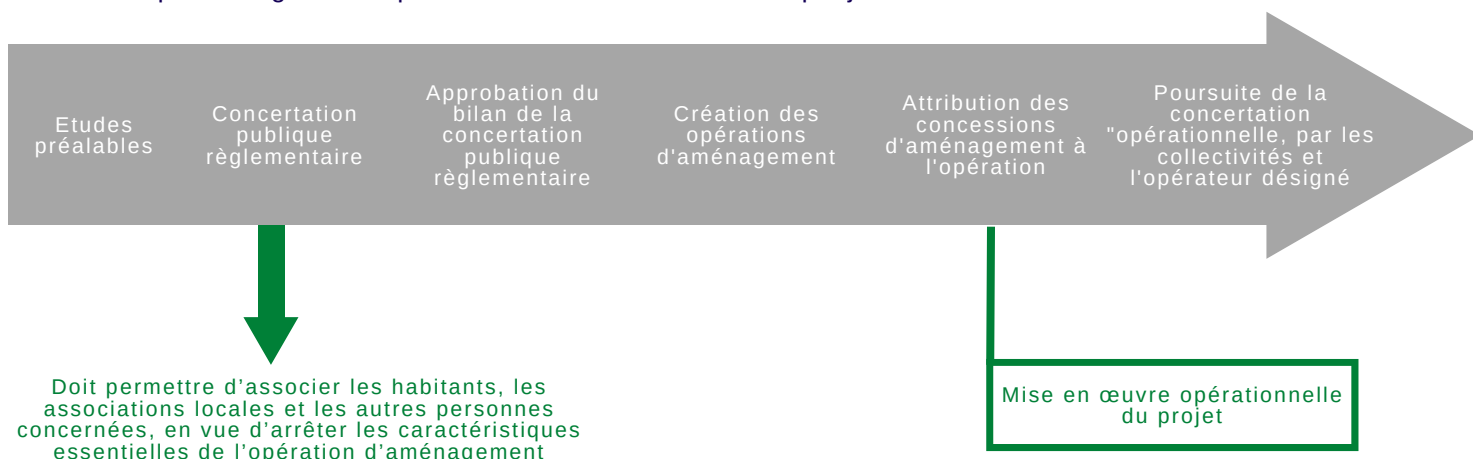 Etudes
préalables
Concertation
publique
règlementaire
Approbation du
bilan de la
concertation
publique
règlementaire
Création des
opérations
d'aménagement
Attribution des
concessions
d'aménagement à
l'opération
Poursuite de la
concertation
"opérationnelle, par les
collectivités et
l'opérateur désigné
Doit permettre d’associer les habitants, les
associations locales et les autres personnes
concernées, en vue d’arrêter les caractéristiques
essentielles de l’opération d’aménagement
Mise en œuvre opérationnelle
du projet